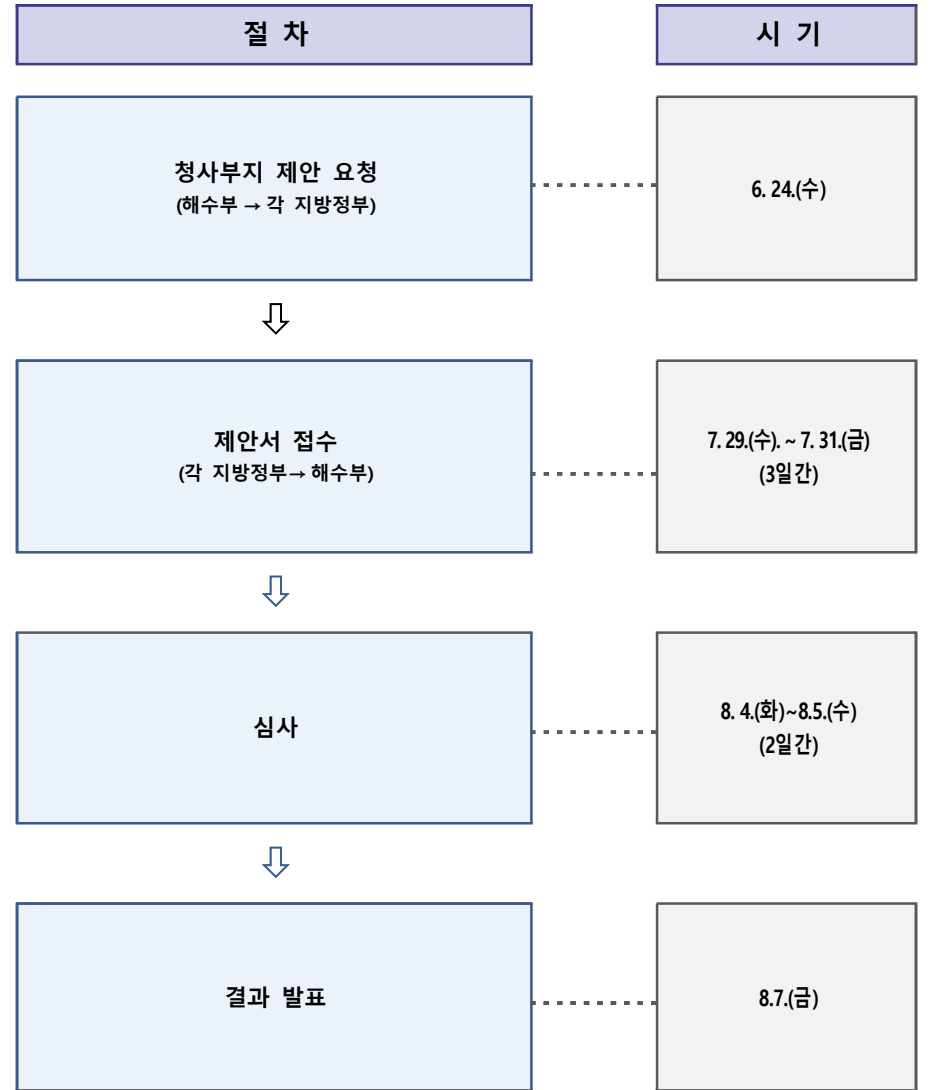 절 차
시 기
청사부지 제안 요청
(해수부 → 각 지방정부)
6. 24.(수)
제안서 접수
(각 지방정부→ 해수부)
7. 29.(수). ~ 7. 31.(금)
(3일간)
심사
8. 4.(화)~8.5.(수)
(2일간)
결과 발표
8.7.(금)